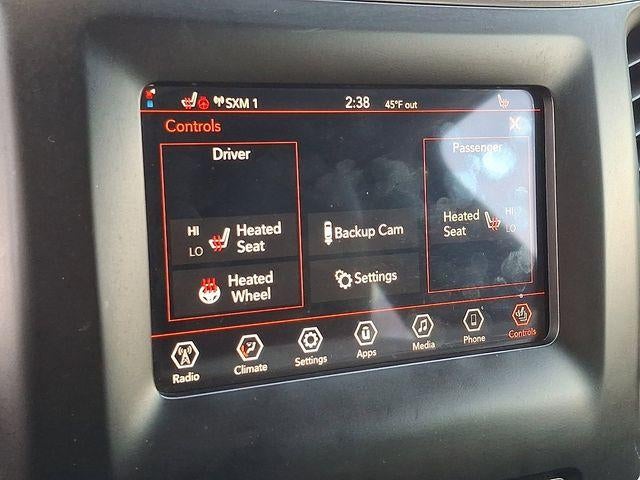 SXM 1 2:38 45°F out
Controls X
Driver
Passenger
HI
LO
Heated
Seat
Backup Cam
Heated
Seat
HI
LO
Heated
Wheel
Settings
Radio Climate Settings Apps Media Phone Controls